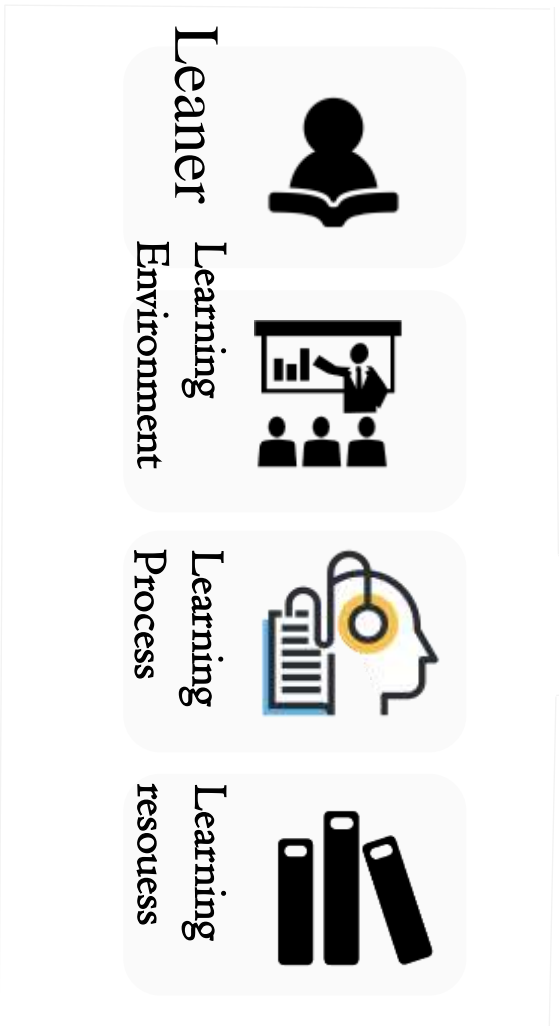 Leaner
Learning
Environment
Learning
Process
Learning
resouess